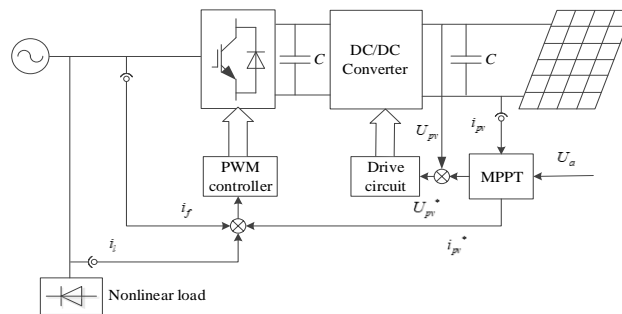 C
DC/DC
Converter
C
U_pv
i_pv
PWM
controller
Drive
circuit
MPPT
U_a
U_pv*
i_f
i_l
i_pv*
Nonlinear load